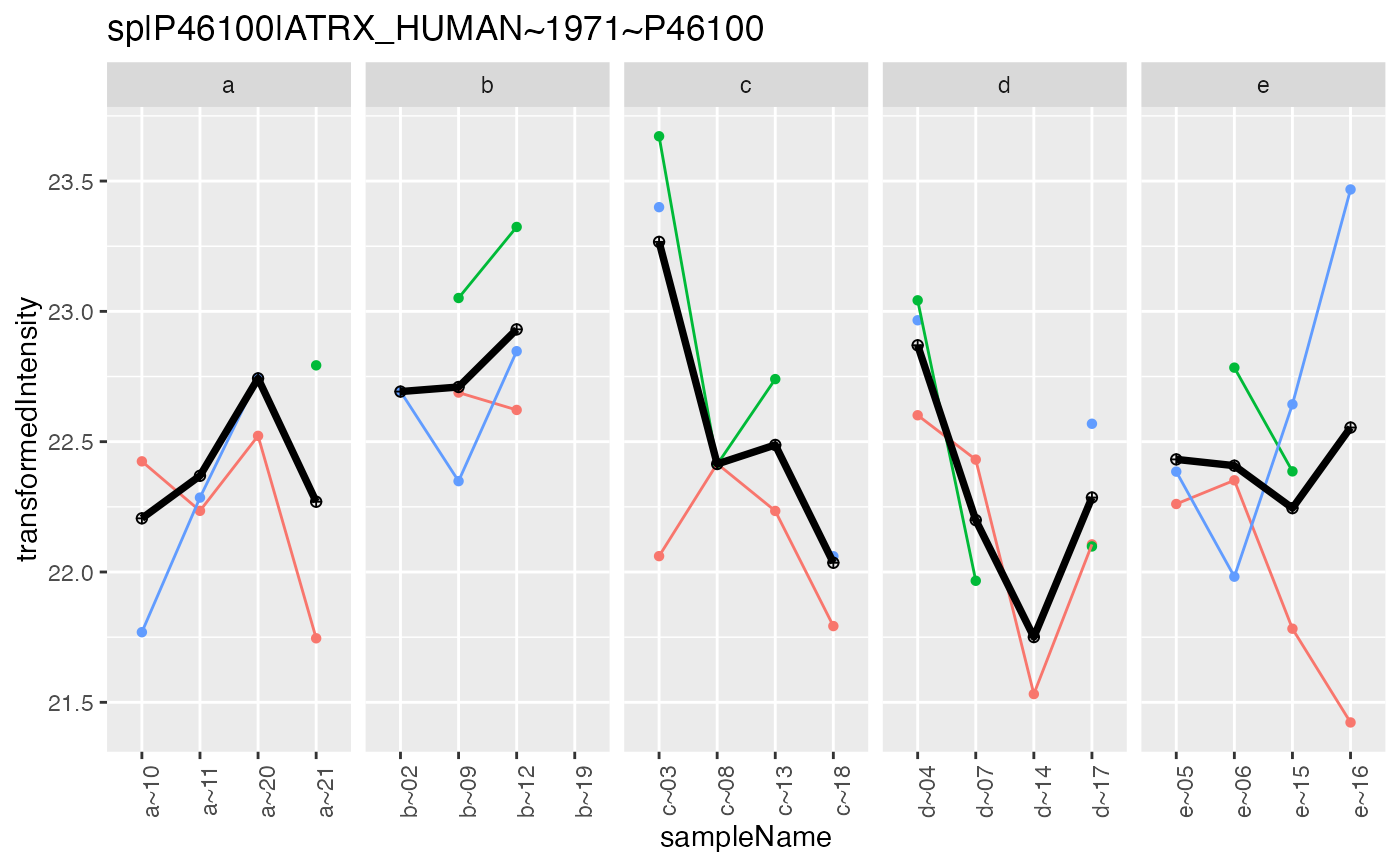 sp|P46100|ATRX_HUMAN~1971~P46100
a b c d e
transformedIntensity
23.5
23.0
22.5
22.0
21.5
a~10 a~11 a~20 a~21 b~02 b~09 b~12 b~19 c~03 c~08 c~13 c~18 d~04 d~07 d~14 d~17 e~05 e~06 e~15 e~16
sampleName